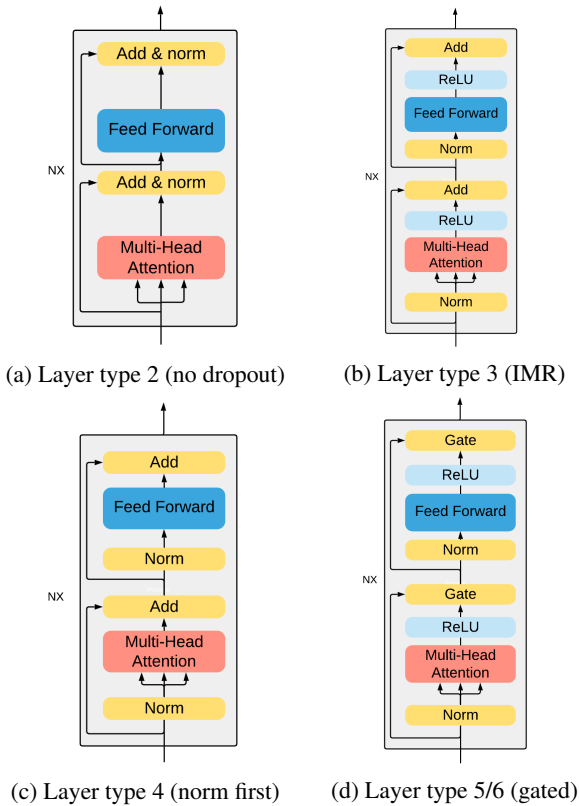 Add & norm
Feed Forward
NX
Add & norm
Multi-Head
Attention
(a) Layer type 2 (no dropout)
Add
ReLU
Feed Forward
Norm
NX
Add
ReLU
Multi-Head
Attention
Norm
(b) Layer type 3 (IMR)
Add
Feed Forward
Norm
NX
Add
Multi-Head
Attention
Norm
(c) Layer type 4 (norm first)
Gate
ReLU
Feed Forward
Norm
NX
Gate
ReLU
Multi-Head
Attention
Norm
(d) Layer type 5/6 (gated)